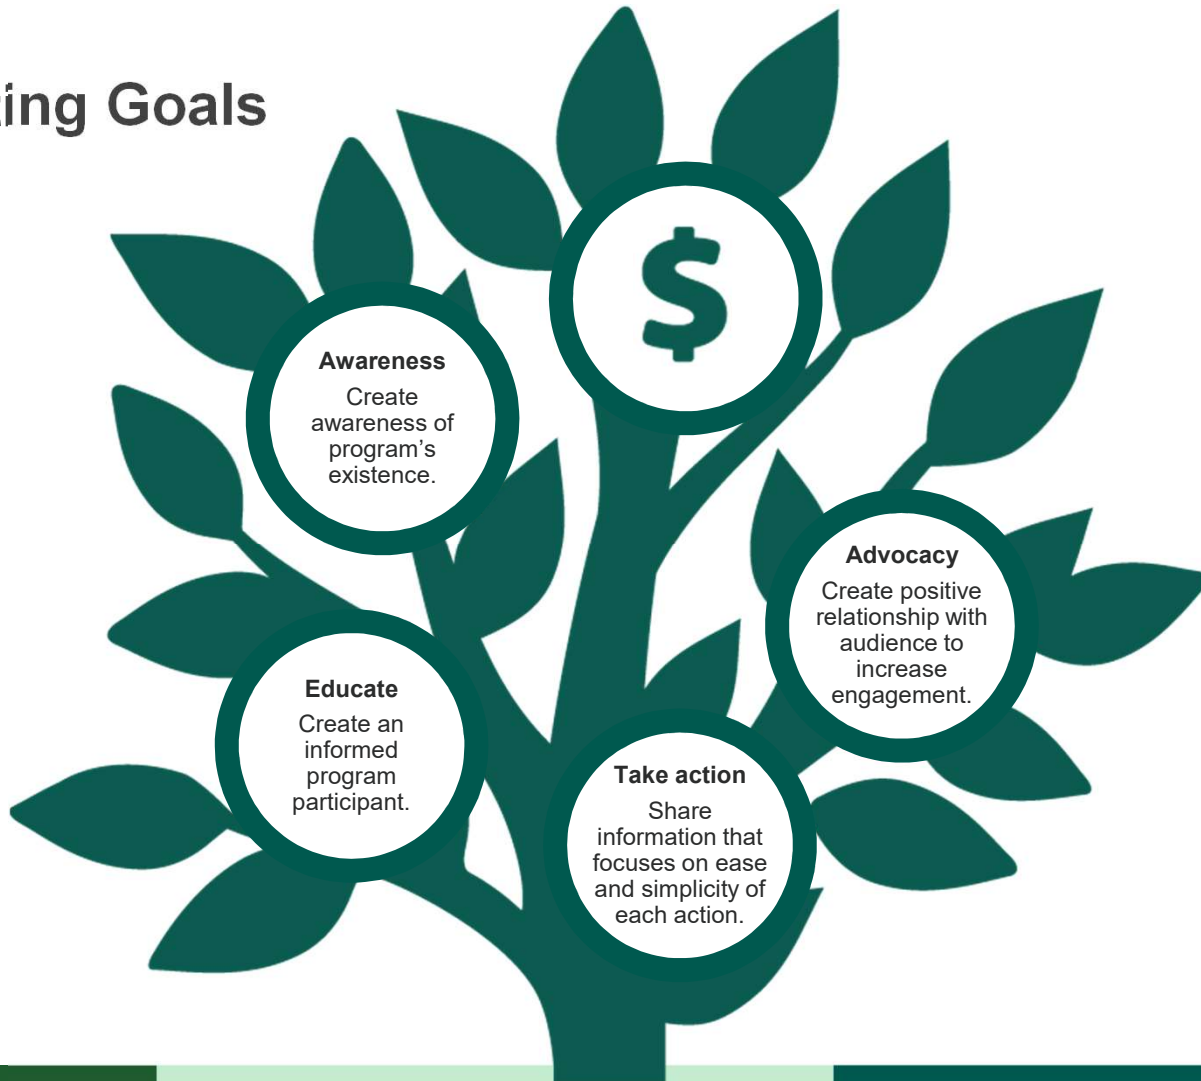 ing Goals
$
Awareness
Create
awareness of
program’s
existence.
Advocacy
Create positive
relationship with
audience to
increase
engagement.
Educate
Create an
informed
program
participant.
Take action
Share
information that
focuses on ease
and simplicity of
each action.